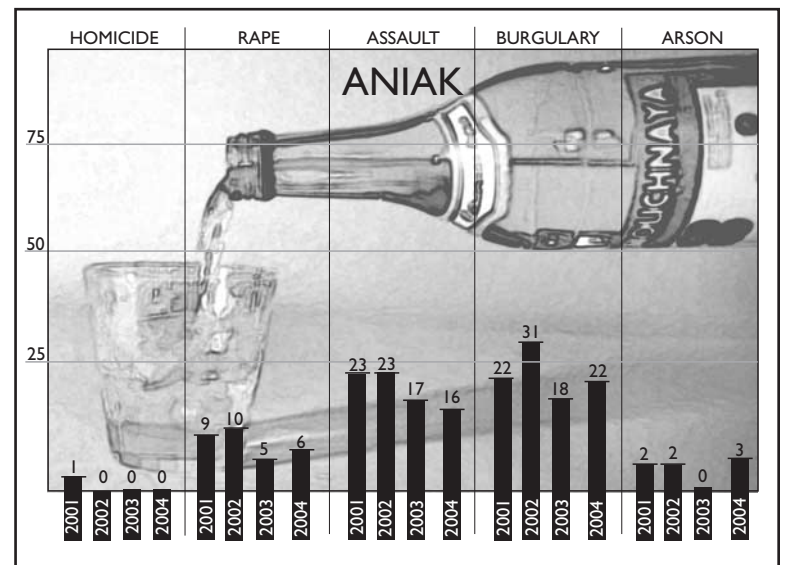 HOMICIDE RAPE ASSAULT BURGULARY ARSON
ANIAK
75
50
25
1 0 0 0 9 10 5 6 23 23 17 16 22 31 18 22 2 2 0 3
2001 2002 2003 2004 2001 2002 2003 2004 2001 2002 2003 2004 2001 2002 2003 2004 2001 2002 2003 2004
OUCHNAYA